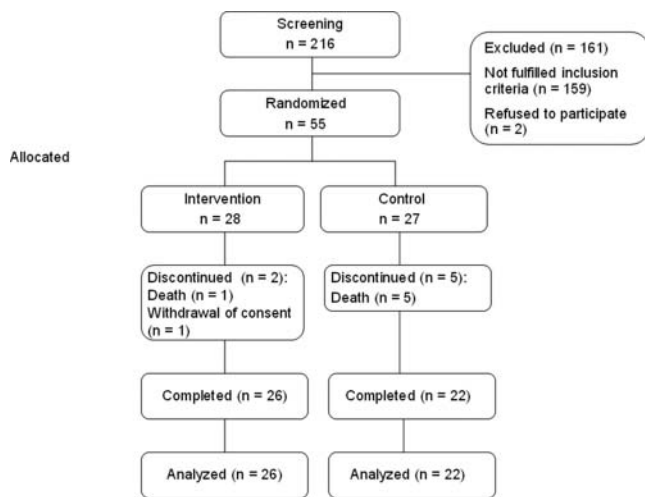 Screening
n = 216
Excluded (n = 161)
Not fulfilled inclusion
criteria (n = 159)
Refused to participate
(n = 2)
Randomized
n = 55
Allocated
Intervention
n = 28
Control
n = 27
Discontinued (n = 2):
Death (n = 1)
Withdrawal of consent
(n = 1)
Discontinued (n = 5):
Death (n = 5)
Completed (n = 26)
Completed (n = 22)
Analyzed (n = 26)
Analyzed (n = 22)